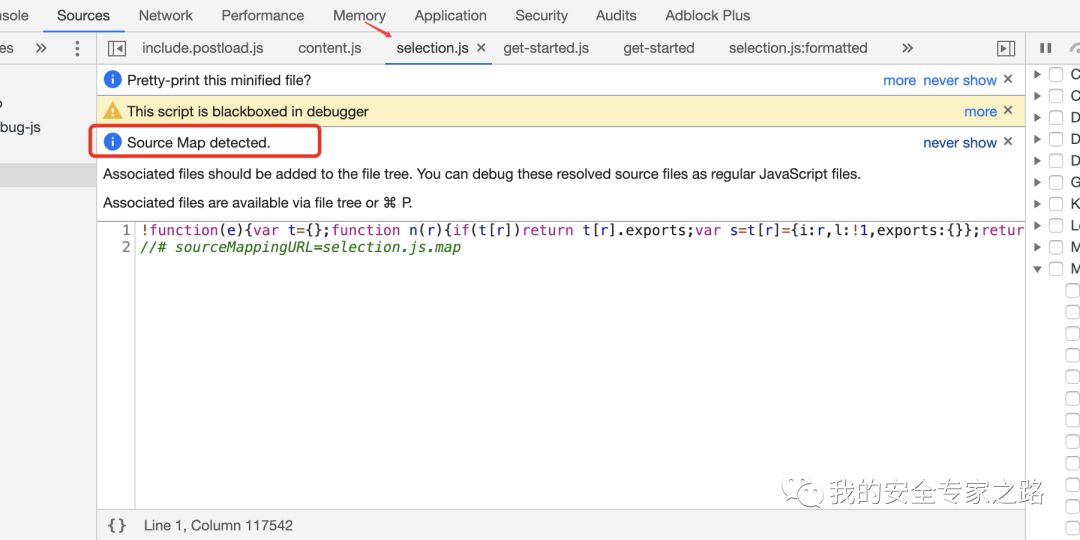 nsole Sources Network Performance Memory Application Security Audits Adblock Plus
es » include.postload.js content.js selection.js × get-started.js get-started selection.js:formatted »
Pretty-print this minified file? more never show ×
This script is blackboxed in debugger more ×
bug-js
Source Map detected. never show ×
Associated files should be added to the file tree. You can debug these resolved source files as regular JavaScript files.
Associated files are available via file tree or ⌘ P.
1 !function(e){var t={};function n(r){if(t[r])return t[r].exports;var s=t[r]={i:r,l:!1,exports:{}};retur
2 //# sourceMappingURL=selection.js.map
{} Line 1, Column 117542
C
C
D
D
D
G
K
Lo
M
M
我的安全专家之路